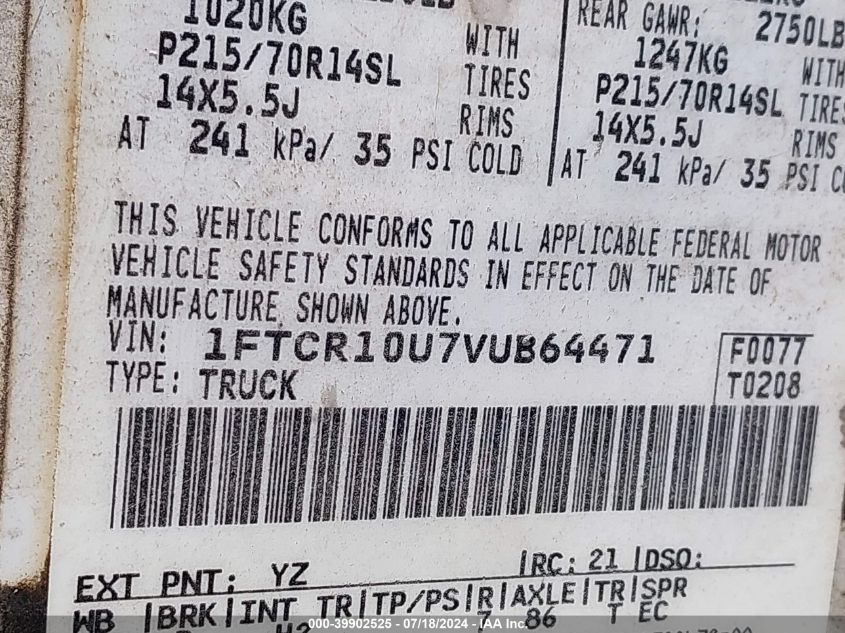 1020KG
P215/70R14SL
14X5.5J
WITH
TIRES
RIMS
AT 241 kPa/ 35 PSI COLD
REAR GAWR: 2750LB
1247KG
P215/70R14SL
14X5.5J
WITH
TIRES
RIMS
AT 241 kPa/ 35 PSI
THIS VEHICLE CONFORMS TO ALL APPLICABLE FEDERAL MOTOR
VEHICLE SAFETY STANDARDS IN EFFECT ON THE DATE OF
MANUFACTURE SHOWN ABOVE.
VIN: 1FTCR10U7VUB64471
F0077
TYPE: TRUCK
T0208
EXT PNT: YZ |RC: 21 |DSO:
WB |BRK|INT TR|TP/PS|R|AXLE|TR|SPR
7 86 T EC
000-39902525 - 07/18/2024 - IAA Inc.